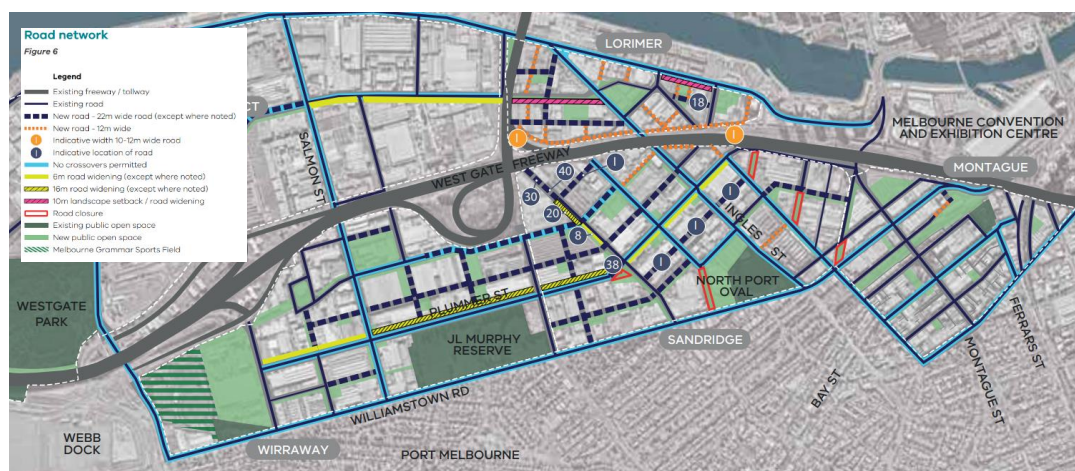 Road network
Figure 6
Legend
Existing freeway / tollway
Existing road
New road - 22m wide road (except where noted)
New road - 12m wide
Indicative width 10-12m wide road
Indicative location of road
No crossovers permitted
6m road widening (except where noted)
16m road widening (except where noted)
10m landscape setback / road widening
Road closure
Existing public open space
New public open space
Melbourne Grammar Sports Field
I
I
CT
LORIMER
18
MELBOURNE CONVENTION
AND EXHIBITION CENTRE
SALMON ST
I
I
WEST GATE FREEWAY
I
MONTAGUE
40
30
20
8
I
INGLES ST
I
38
I
NORTH PORT
OVAL
PLUMMER ST
WESTGATE
PARK
JL MURPHY
RESERVE
SANDRIDGE
FERRARS ST
MONTAGUE ST
BAY ST
WILLIAMSTOWN RD
WEBB
DOCK
WIRRAWAY
PORT MELBOURNE